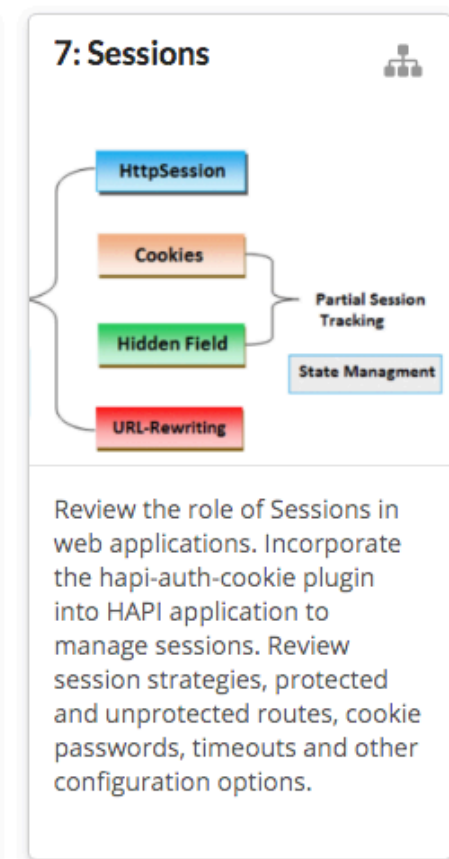 7: Sessions
HttpSession
Cookies
Hidden Field
Partial Session
Tracking
State Managment
URL-Rewriting
Review the role of Sessions in
web applications. Incorporate
the hapi-auth-cookie plugin
into HAPI application to
manage sessions. Review
session strategies, protected
and unprotected routes, cookie
passwords, timeouts and other
configuration options.